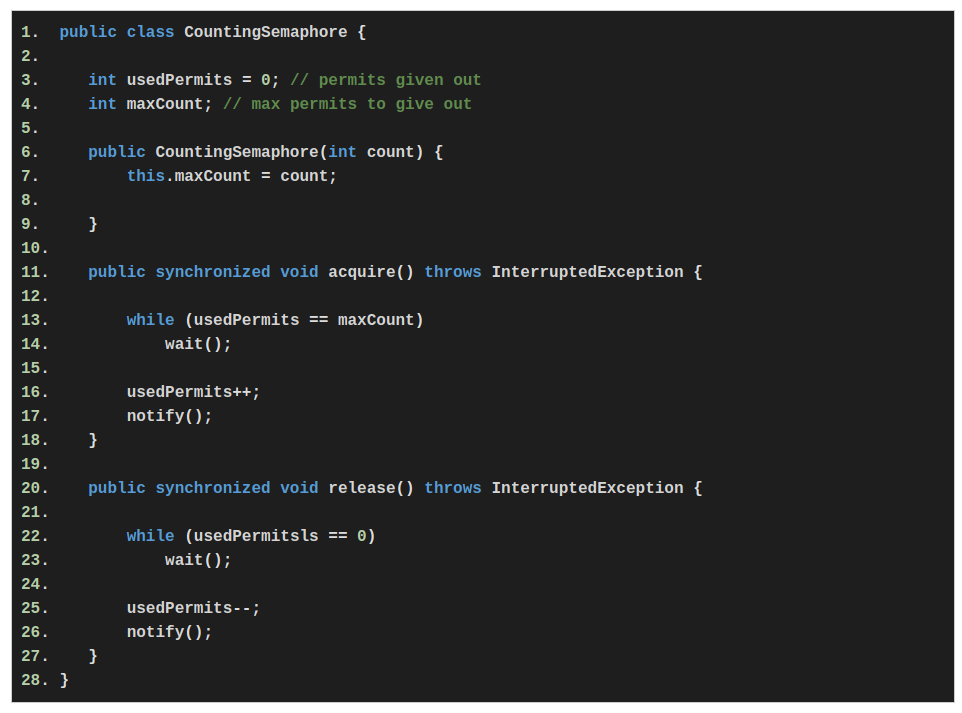 1. public class CountingSemaphore {
2.
3. int usedPermits = 0; // permits given out
4. int maxCount; // max permits to give out
5.
6. public CountingSemaphore(int count) {
7. this.maxCount = count;
8.
9. }
10.
11. public synchronized void acquire() throws InterruptedException {
12.
13. while (usedPermits == maxCount)
14. wait();
15.
16. usedPermits++;
17. notify();
18. }
19.
20. public synchronized void release() throws InterruptedException {
21.
22. while (usedPermitsls == 0)
23. wait();
24.
25. usedPermits--;
26. notify();
27. }
28. }